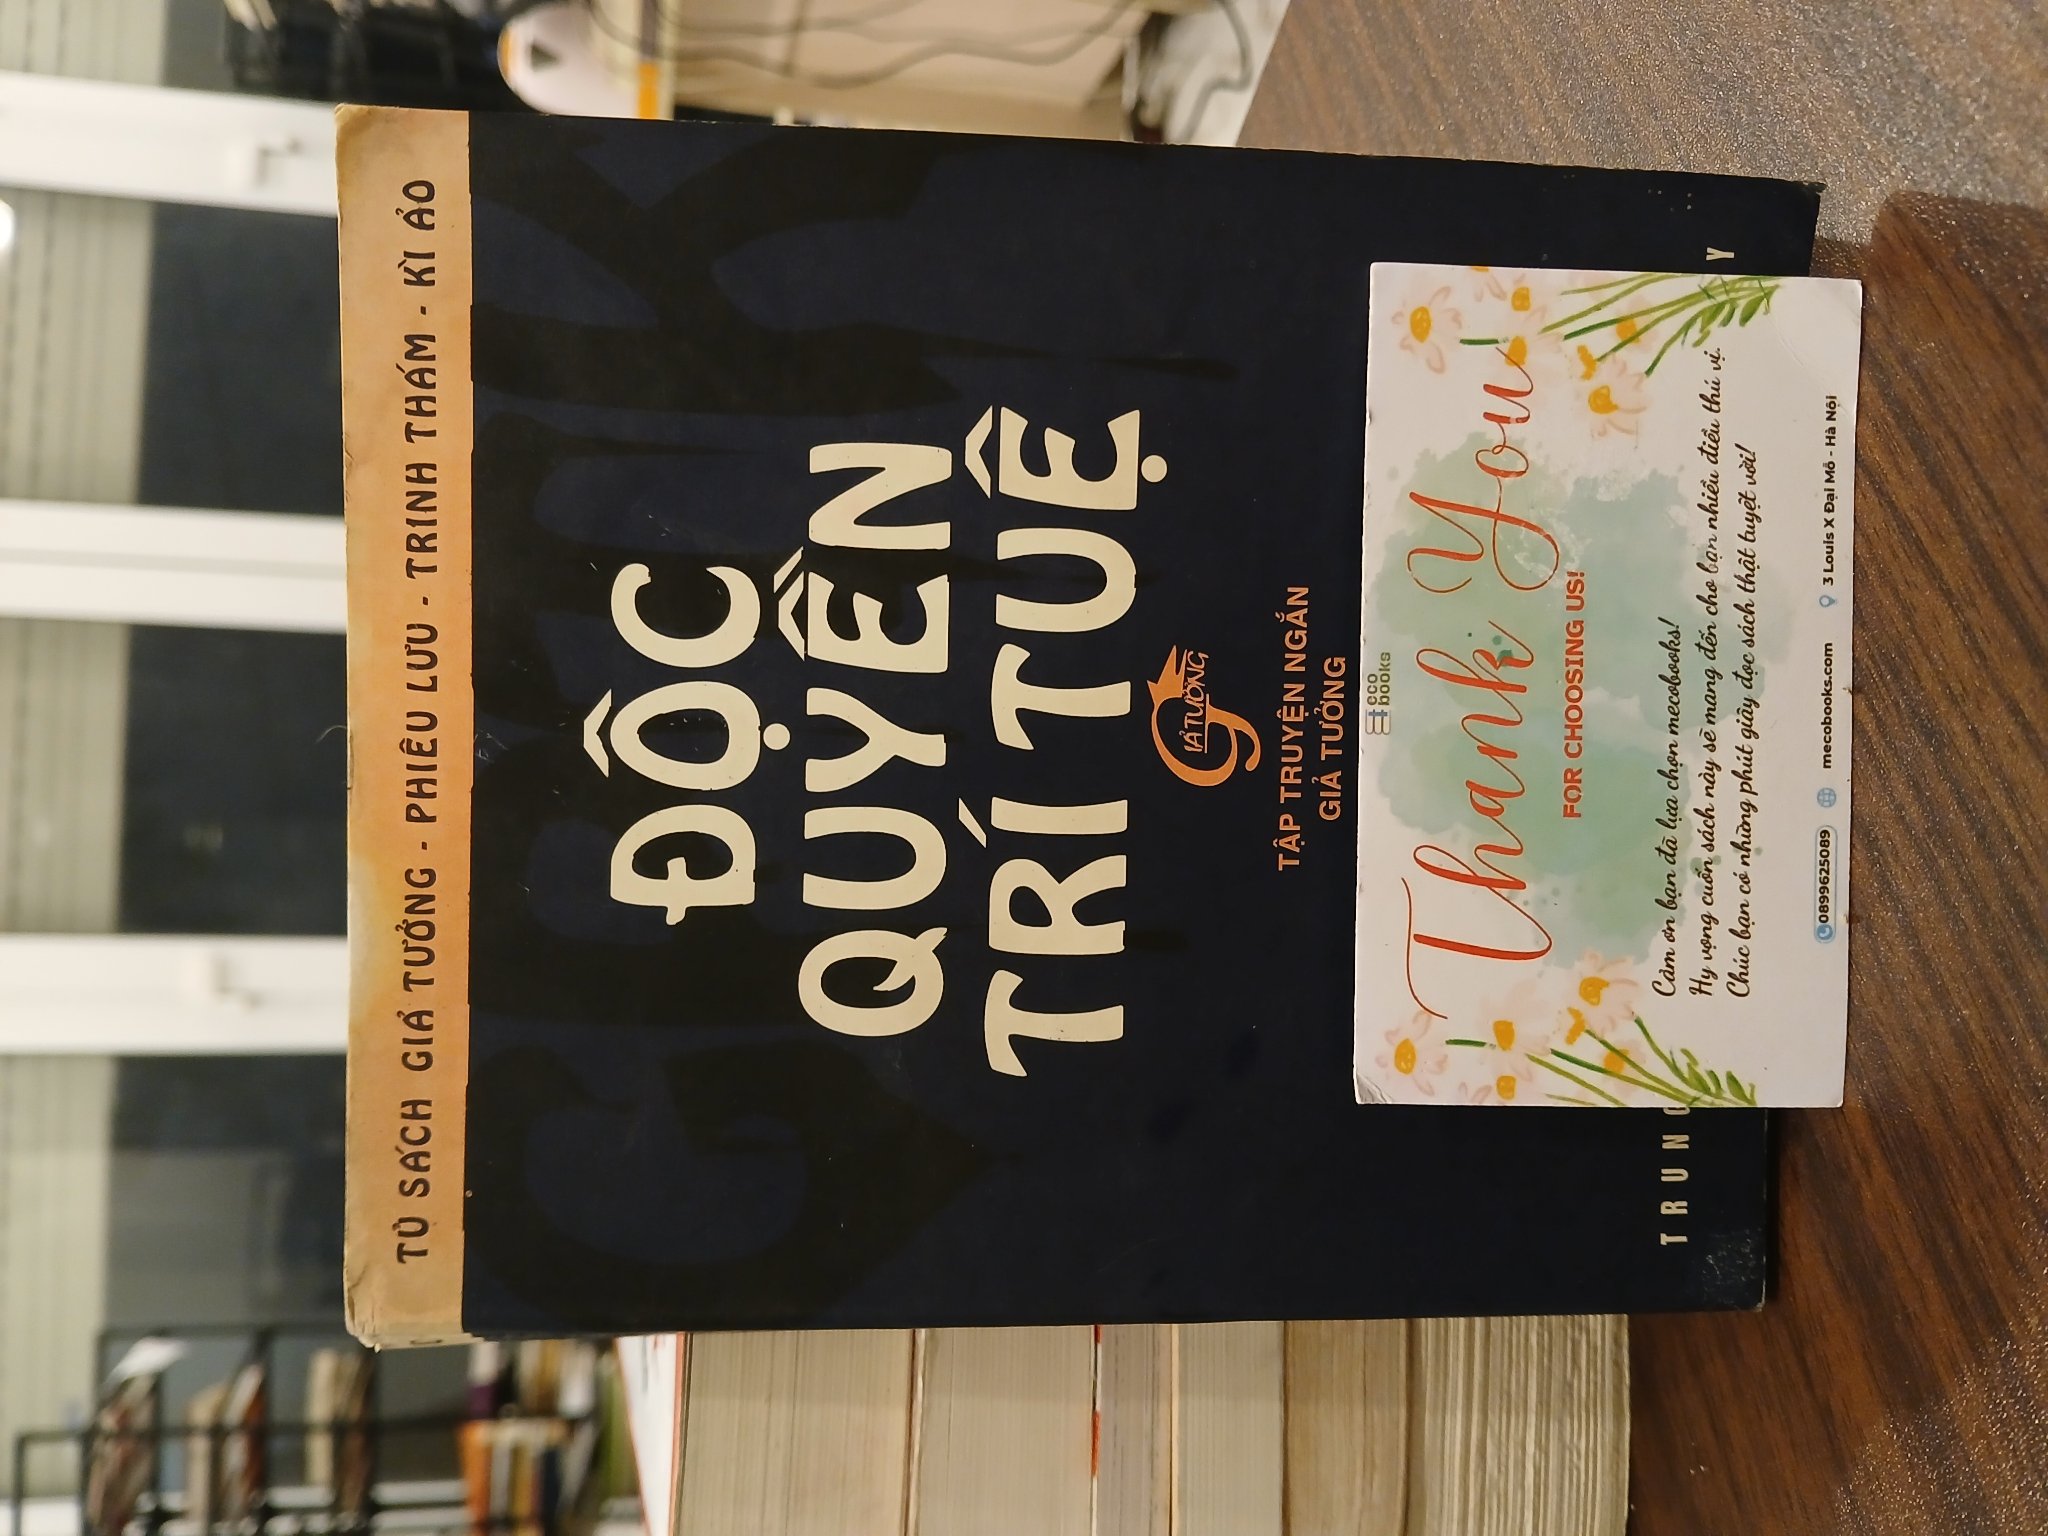 TỦ SÁCH GIẢ TƯỞNG - PHIÊU LƯU - TRINH THÁM - KÌ ẢO
ĐỘC
QUYỀN
TRÍ TUỆ
GIẢ TƯỞNG
TẬP TRUYỆN NGẮN
GIẢ TƯỞNG
books
Thank You
FOR CHOOSING US!
Cảm ơn bạn đã lựa chọn mecobooks!
Hy vọng cuốn sách này sẽ mang đến cho bạn nhiều điều thú vị.
Chúc bạn có những phút giây đọc sách thật tuyệt vời!
0899625089 mecobooks.com 3 Louis X Đại Mỗ - Hà Nội